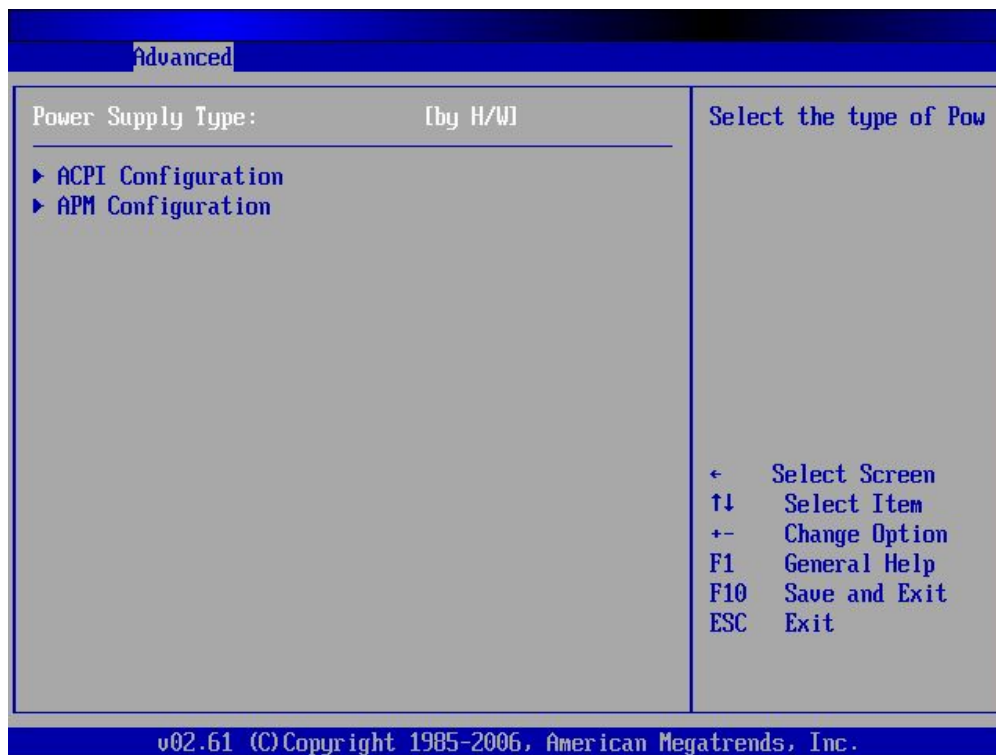 Advanced
Power Supply Type: [by H/W]
Select the type of Pow
ACPI Configuration
APM Configuration
← Select Screen
↑↓ Select Item
+- Change Option
F1 General Help
F10 Save and Exit
ESC Exit
v02.61 (C)Copyright 1985-2006, American Megatrends, Inc.